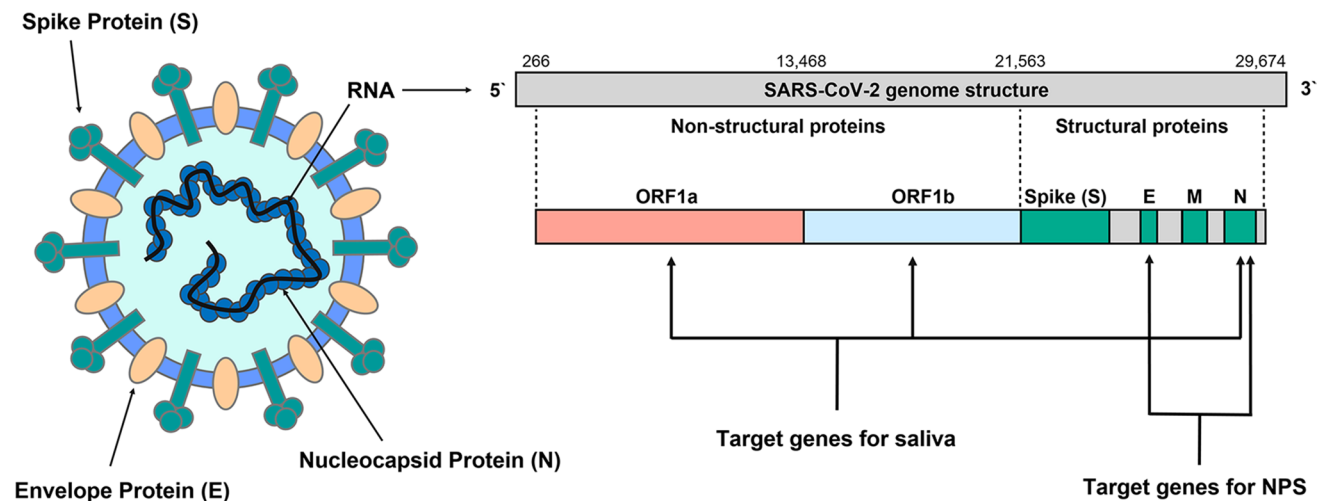 Spike Protein (S)
RNA
5`
266
13,468
21,563
29,674
SARS-CoV-2 genome structure
3`
Non-structural proteins
Structural proteins
ORF1a
ORF1b
Spike (S)
E
M
N
Target genes for saliva
Nucleocapsid Protein (N)
Envelope Protein (E)
Target genes for NPS